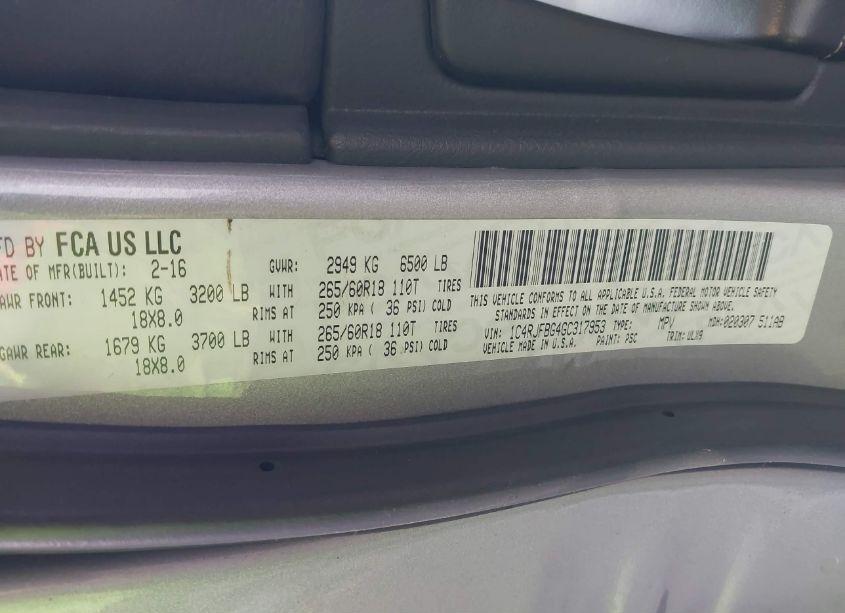 FD BY FCA US LLC
ATE OF MFR(BUILT): 2-16 GVWR: 2949 KG 6500 LB
GAWR FRONT: 1452 KG 3200 LB WITH 265/60R18 110T TIRES
18X8.0 RIMS AT 250 KPA ( 36 PSI) COLD
GAWR REAR: 1679 KG 3700 LB WITH 265/60R18 110T TIRES
18X8.0 RIMS AT 250 KPA ( 36 PSI) COLD
THIS VEHICLE CONFORMS TO ALL APPLICABLE U.S.A. FEDERAL MOTOR VEHICLE SAFETY
STANDARDS IN EFFECT ON THE DATE OF MANUFACTURE SHOWN ABOVE.
VIN: 1C4RJFBG4GC317953 TYPE: MPV MDH:020307 511AB
VEHICLE MADE IN U.S.A. PAINT: PSC TRIM: